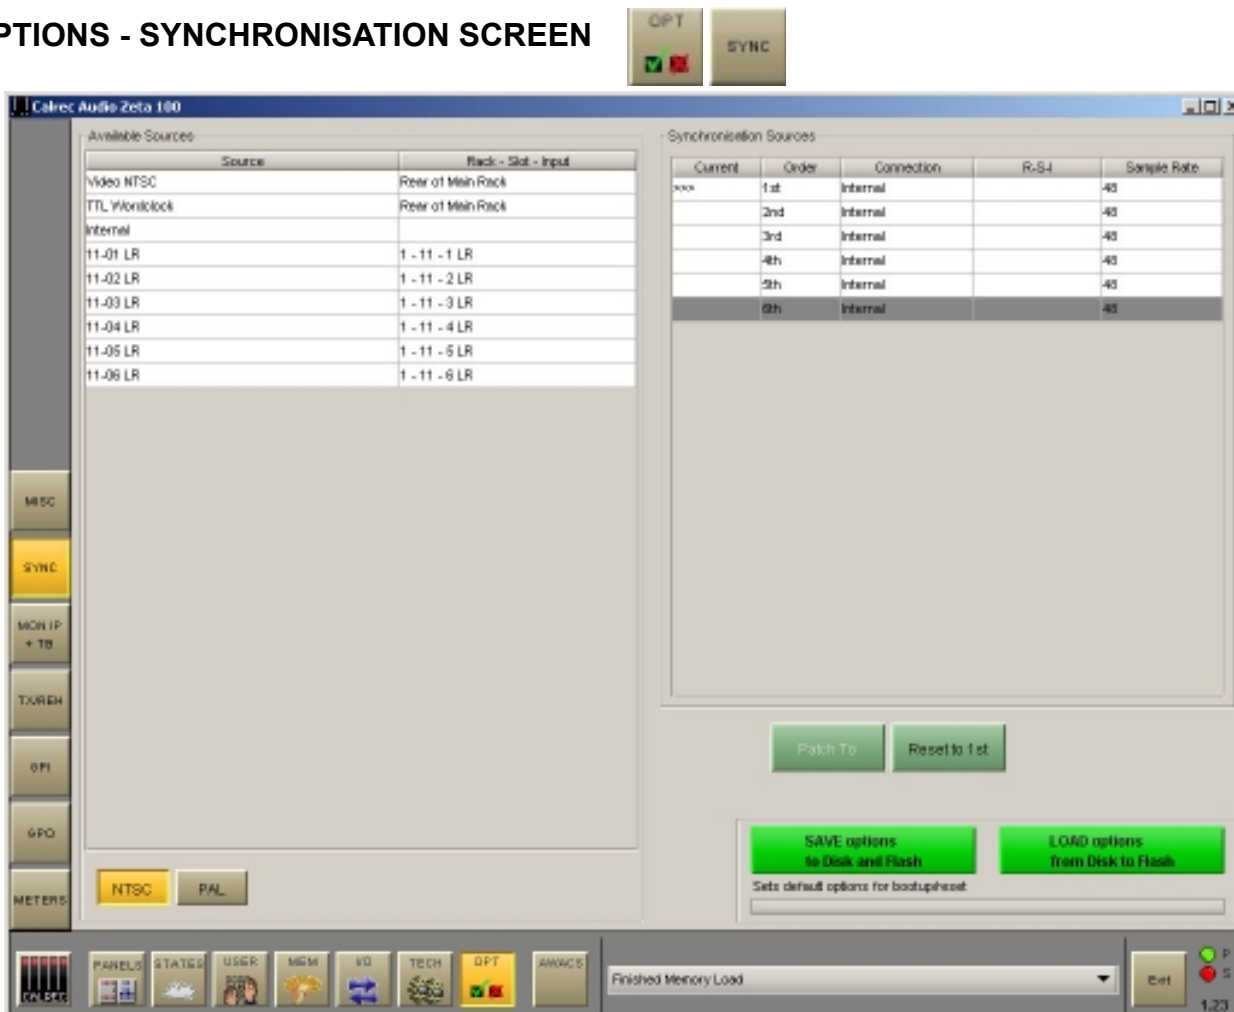 PTIONS - SYNCHRONISATION SCREEN
OPT
SYNC
Calrec Audio Zeta 100
Available Sources
Source Rack - Slot - Input
Video NTSC Rear of Main Rack
TTL Wordclock Rear of Main Rack
Internal
11-01 LR 1 - 11 - 1 LR
11-02 LR 1 - 11 - 2 LR
11-03 LR 1 - 11 - 3 LR
11-04 LR 1 - 11 - 4 LR
11-05 LR 1 - 11 - 5 LR
11-06 LR 1 - 11 - 6 LR
Synchronisation Sources
Current Order Connection R-S-I Sample Rate
>>> 1st Internal 48
2nd Internal 48
3rd Internal 48
4th Internal 48
5th Internal 48
6th Internal 48
MISC
SYNC
MON IP
+ TB
TX/REH
GPI
GPO
METERS
Patch To
Reset to 1st
SAVE options
to Disk and Flash
LOAD options
from Disk to Flash
Sets default options for bootup/reset
NTSC
PAL
CALREC
PANELS
STATES
USER
MEM
I/O
TECH
OPT
AWACS
Finished Memory Load
Exit
P
S
1.23